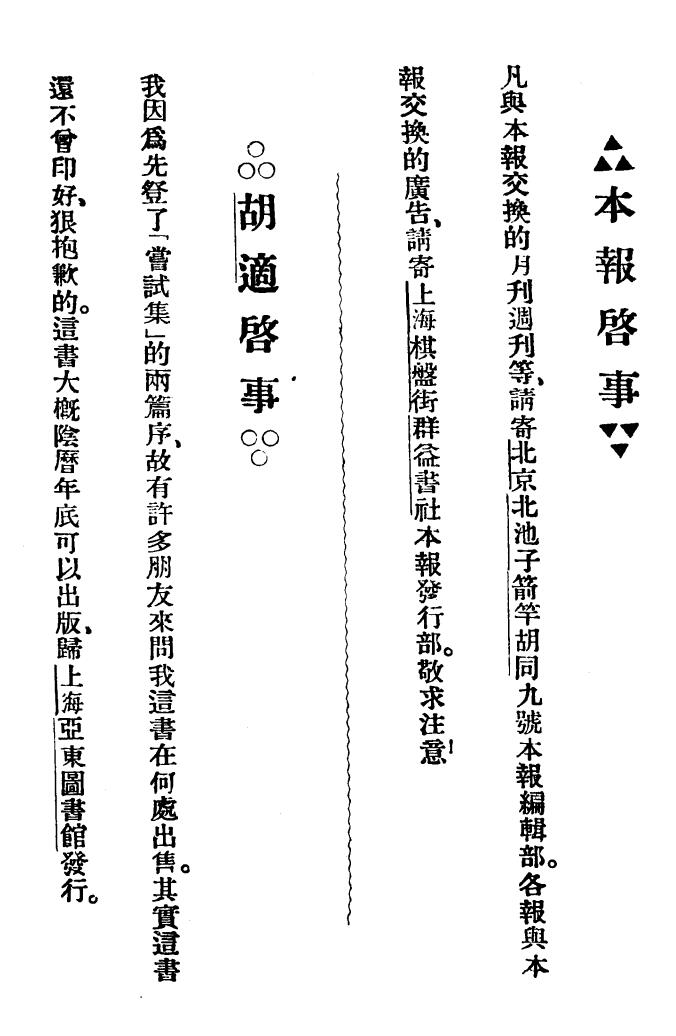 本報啓事
凡與本報交換的月刊週刊等、請寄北京北池子箭竿胡同九號本報編輯部。各報與本
報交換的廣告、請寄上海棋盤街群益書社本報發行部。敬求注意！
胡適啓事
我因爲先登了「嘗試集」的兩篇序、故有許多朋友來問我這書在何處出售。其實這書
還不曾印好、狠抱歉的。這書大概陰曆年底可以出版、歸上海亞東圖書館發行。